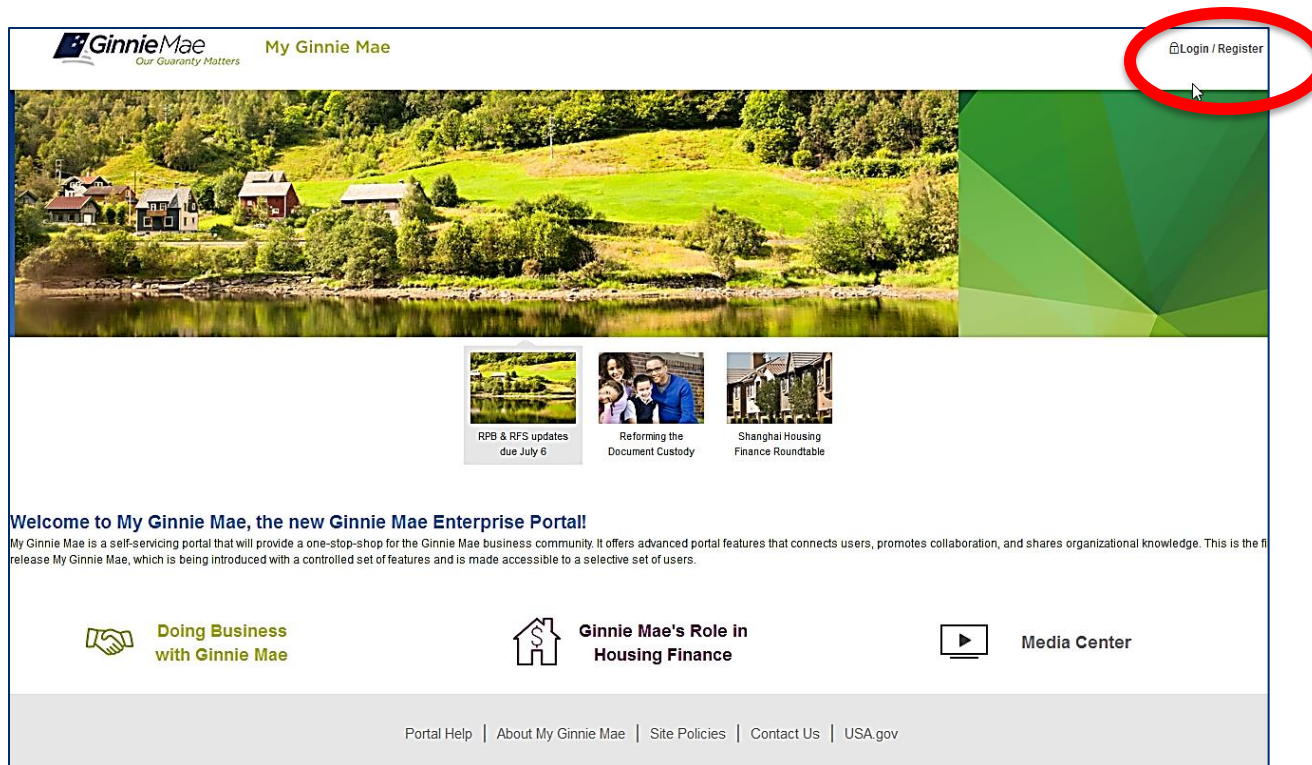 GinnieMae
Our Guaranty Matters
My Ginnie Mae
Login / Register
RPB & RFS updates
due July 6
Reforming the
Document Custody
Shanghai Housing
Finance Roundtable
Welcome to My Ginnie Mae, the new Ginnie Mae Enterprise Portal!
My Ginnie Mae is a self-servicing portal that will provide a one-stop-shop for the Ginnie Mae business community. It offers advanced portal features that connects users, promotes collaboration, and shares organizational knowledge. This is the fi
release My Ginnie Mae, which is being introduced with a controlled set of features and is made accessible to a selective set of users.
Doing Business
with Ginnie Mae
Ginnie Mae's Role in
Housing Finance
Media Center
Portal Help | About My Ginnie Mae | Site Policies | Contact Us | USA.gov